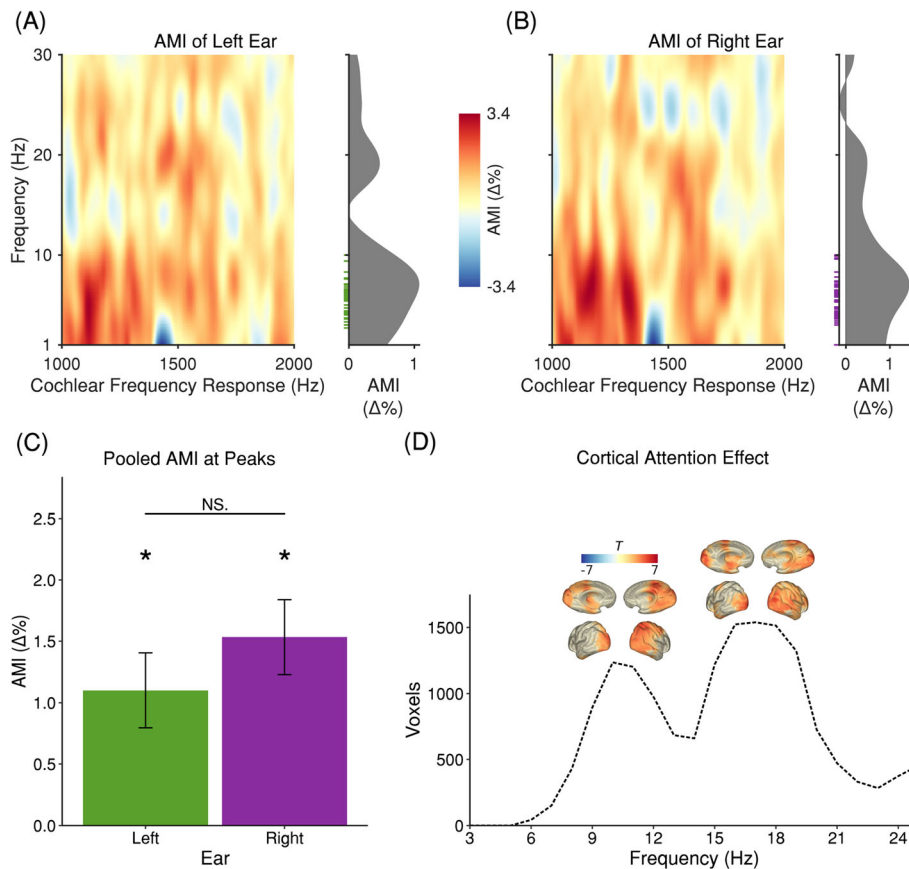 (A)
AMI of Left Ear
Frequency (Hz)
30
20
10
1
1000
1500
2000
Cochlear Frequency Response (Hz)
0
1
AMI
(Δ%)
3.4
AMI (Δ%)
-3.4
(B)
AMI of Right Ear
1000
1500
2000
Cochlear Frequency Response (Hz)
0
1
AMI
(Δ%)
(C)
Pooled AMI at Peaks
AMI (Δ%)
2.5
2.0
1.5
1.0
0.5
0.0
NS.
*
*
Left
Right
Ear
(D)
Cortical Attention Effect
T
-7
7
Voxels
1500
1000
500
0
3
6
9
12
15
18
21
24
Frequency (Hz)